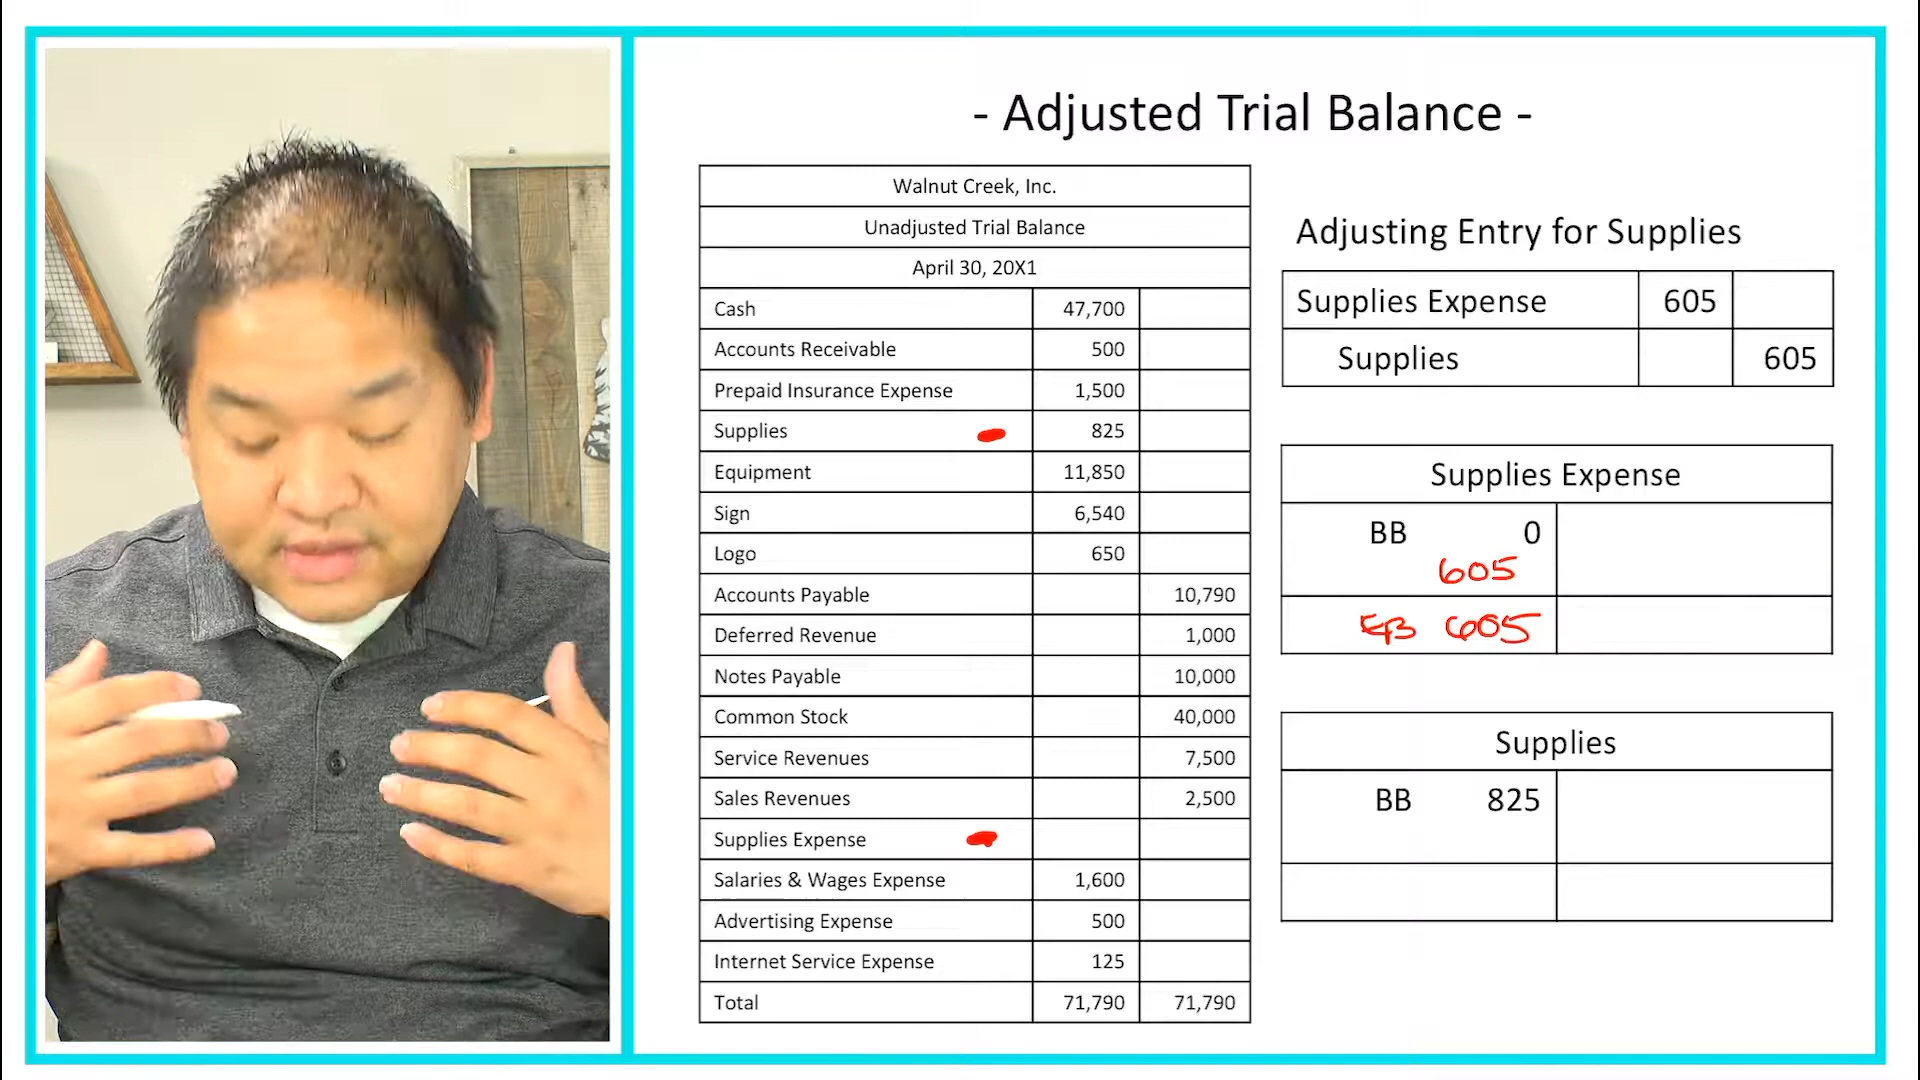 - Adjusted Trial Balance -
Walnut Creek, Inc.
Unadjusted Trial Balance
April 30, 20X1
Cash 47,700
Accounts Receivable 500
Prepaid Insurance Expense 1,500
Supplies 825
Equipment 11,850
Sign 6,540
Logo 650
Accounts Payable 10,790
Deferred Revenue 1,000
Notes Payable 10,000
Common Stock 40,000
Service Revenues 7,500
Sales Revenues 2,500
Supplies Expense
Salaries & Wages Expense 1,600
Advertising Expense 500
Internet Service Expense 125
Total 71,790 71,790
Adjusting Entry for Supplies
Supplies Expense 605
Supplies 605
Supplies Expense
BB 0
605
EB 605
Supplies
BB 825